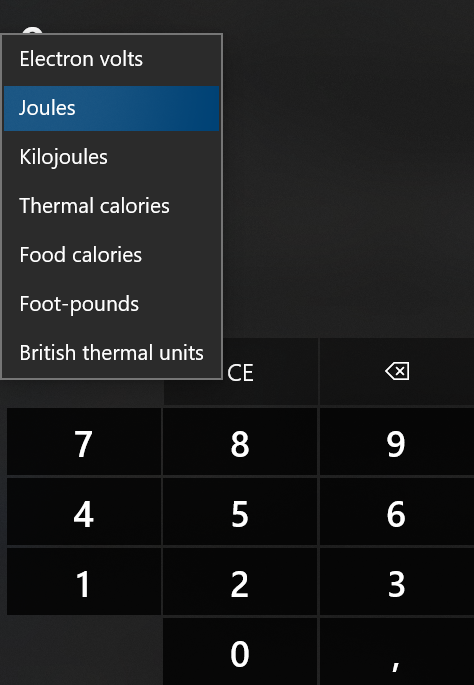 Electron volts
Joules
Kilojoules
Thermal calories
Food calories
Foot-pounds
British thermal units
CE
7 8 9
4 5 6
1 2 3
0 ,